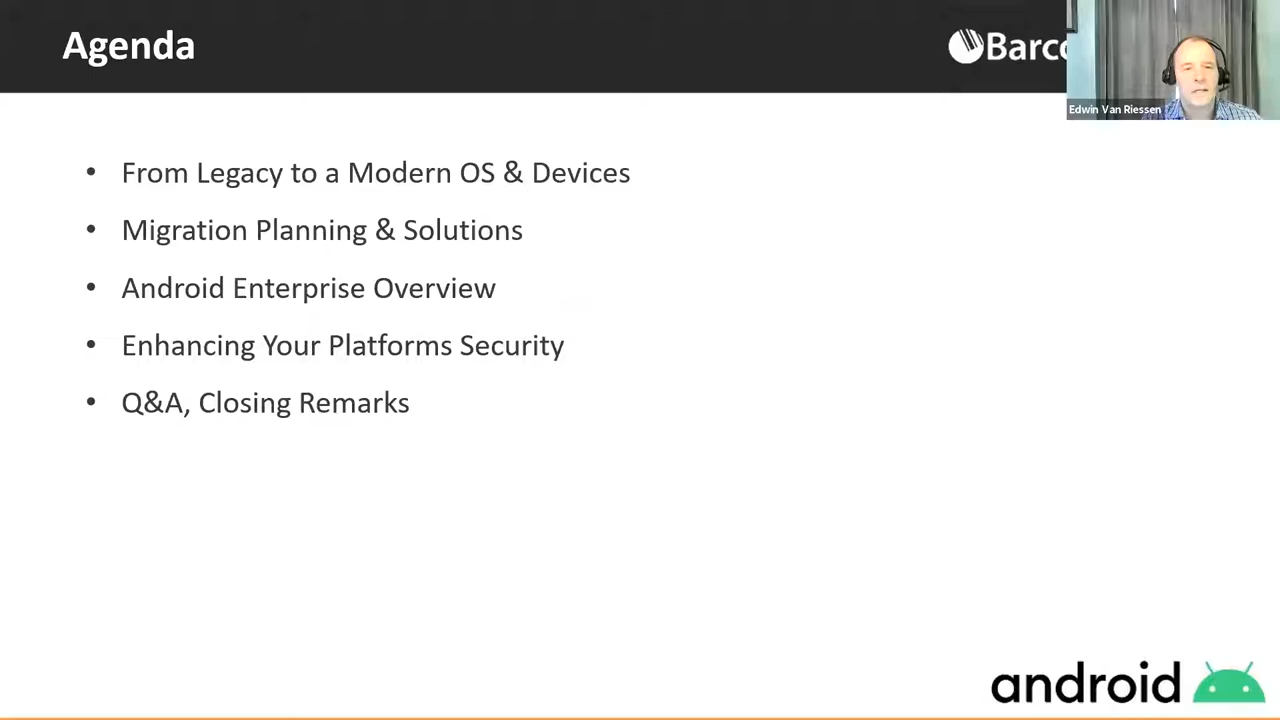 Agenda
Edwin Van Riessen
• From Legacy to a Modern OS & Devices
• Migration Planning & Solutions
• Android Enterprise Overview
• Enhancing Your Platforms Security
• Q&A, Closing Remarks
android